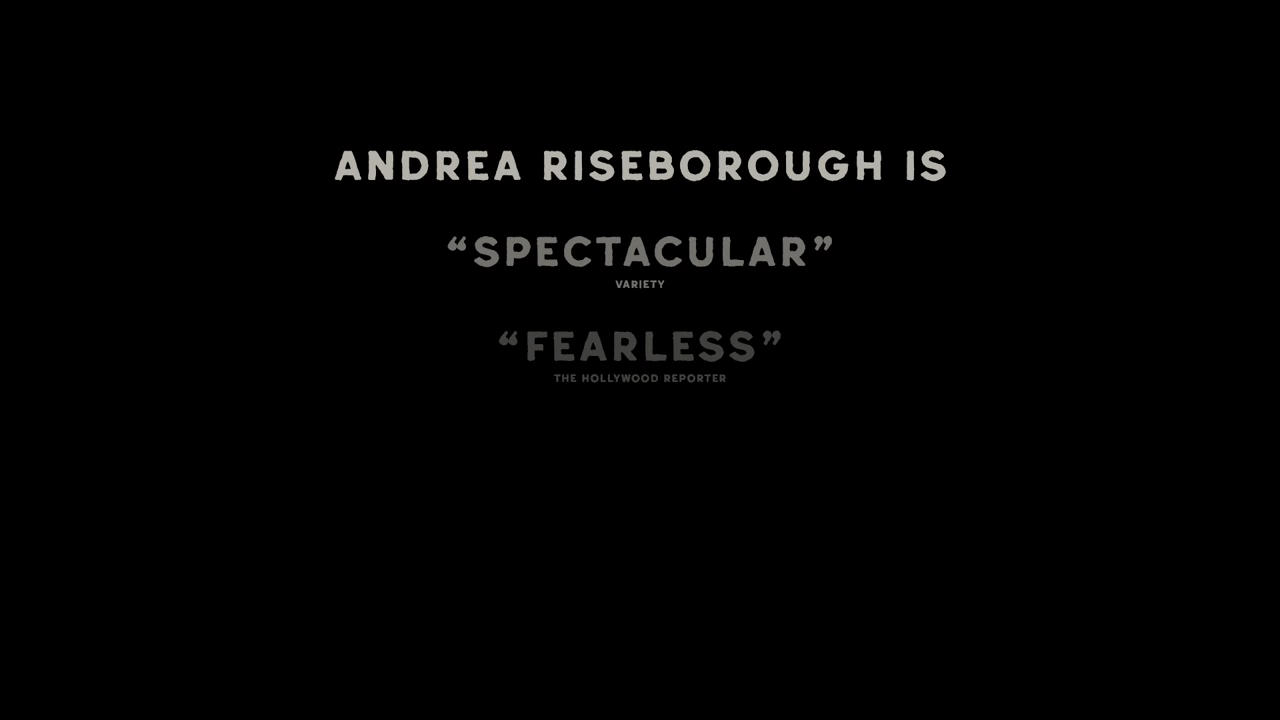 ANDREA RISEBOROUGH IS
“SPECTACULAR”
VARIETY
“FEARLESS”
THE HOLLYWOOD REPORTER